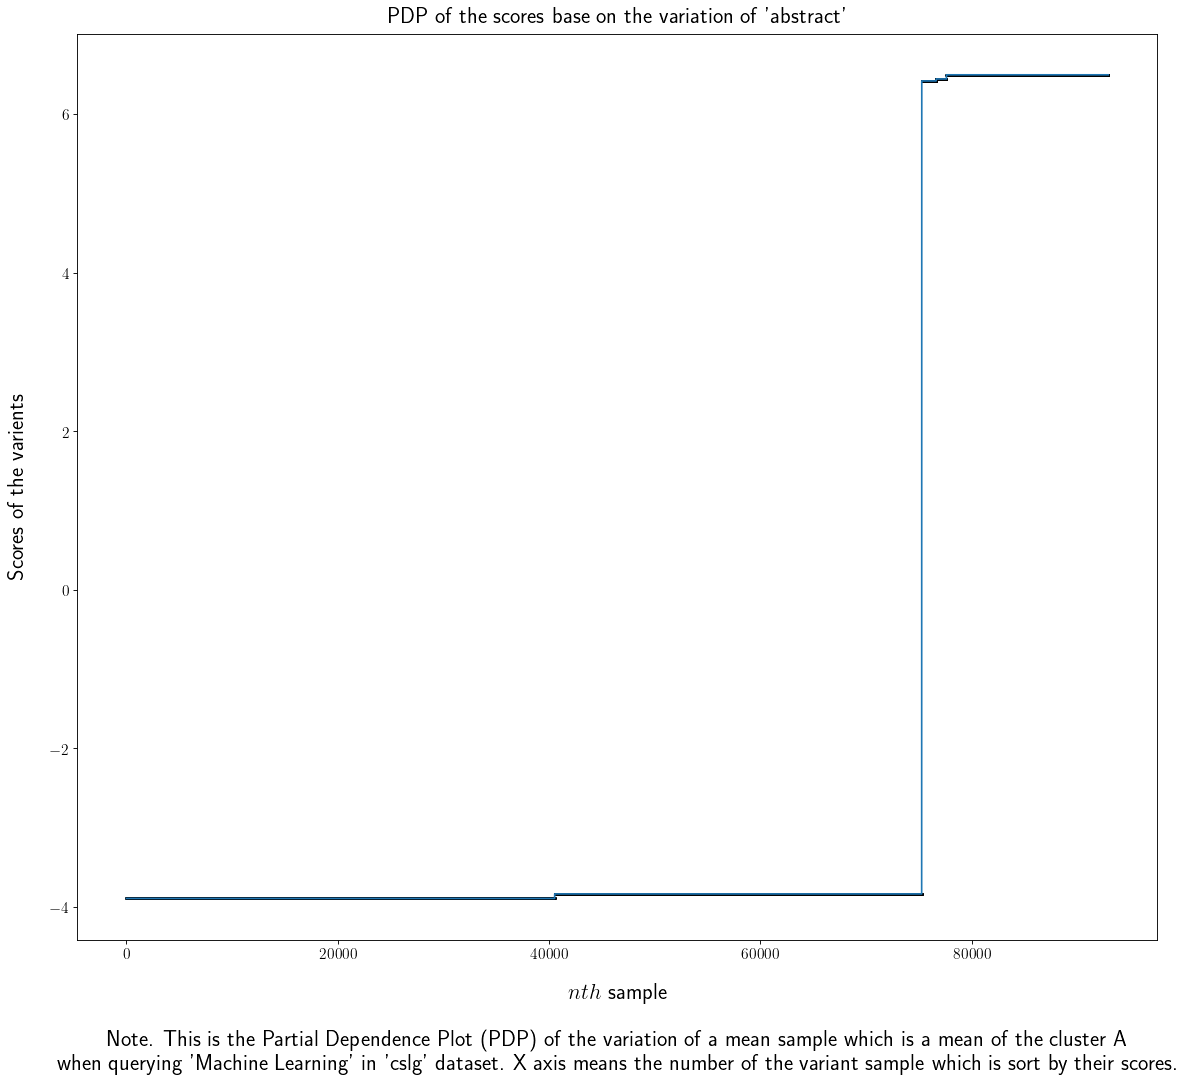 PDP of the scores base on the variation of 'abstract'
Scores of the varients
6
4
2
0
−2
−4
0 20000 40000 60000 80000
nth sample
Note. This is the Partial Dependence Plot (PDP) of the variation of a mean sample which is a mean of the cluster A
when querying 'Machine Learning' in 'cslg' dataset. X axis means the number of the variant sample which is sort by their scores.